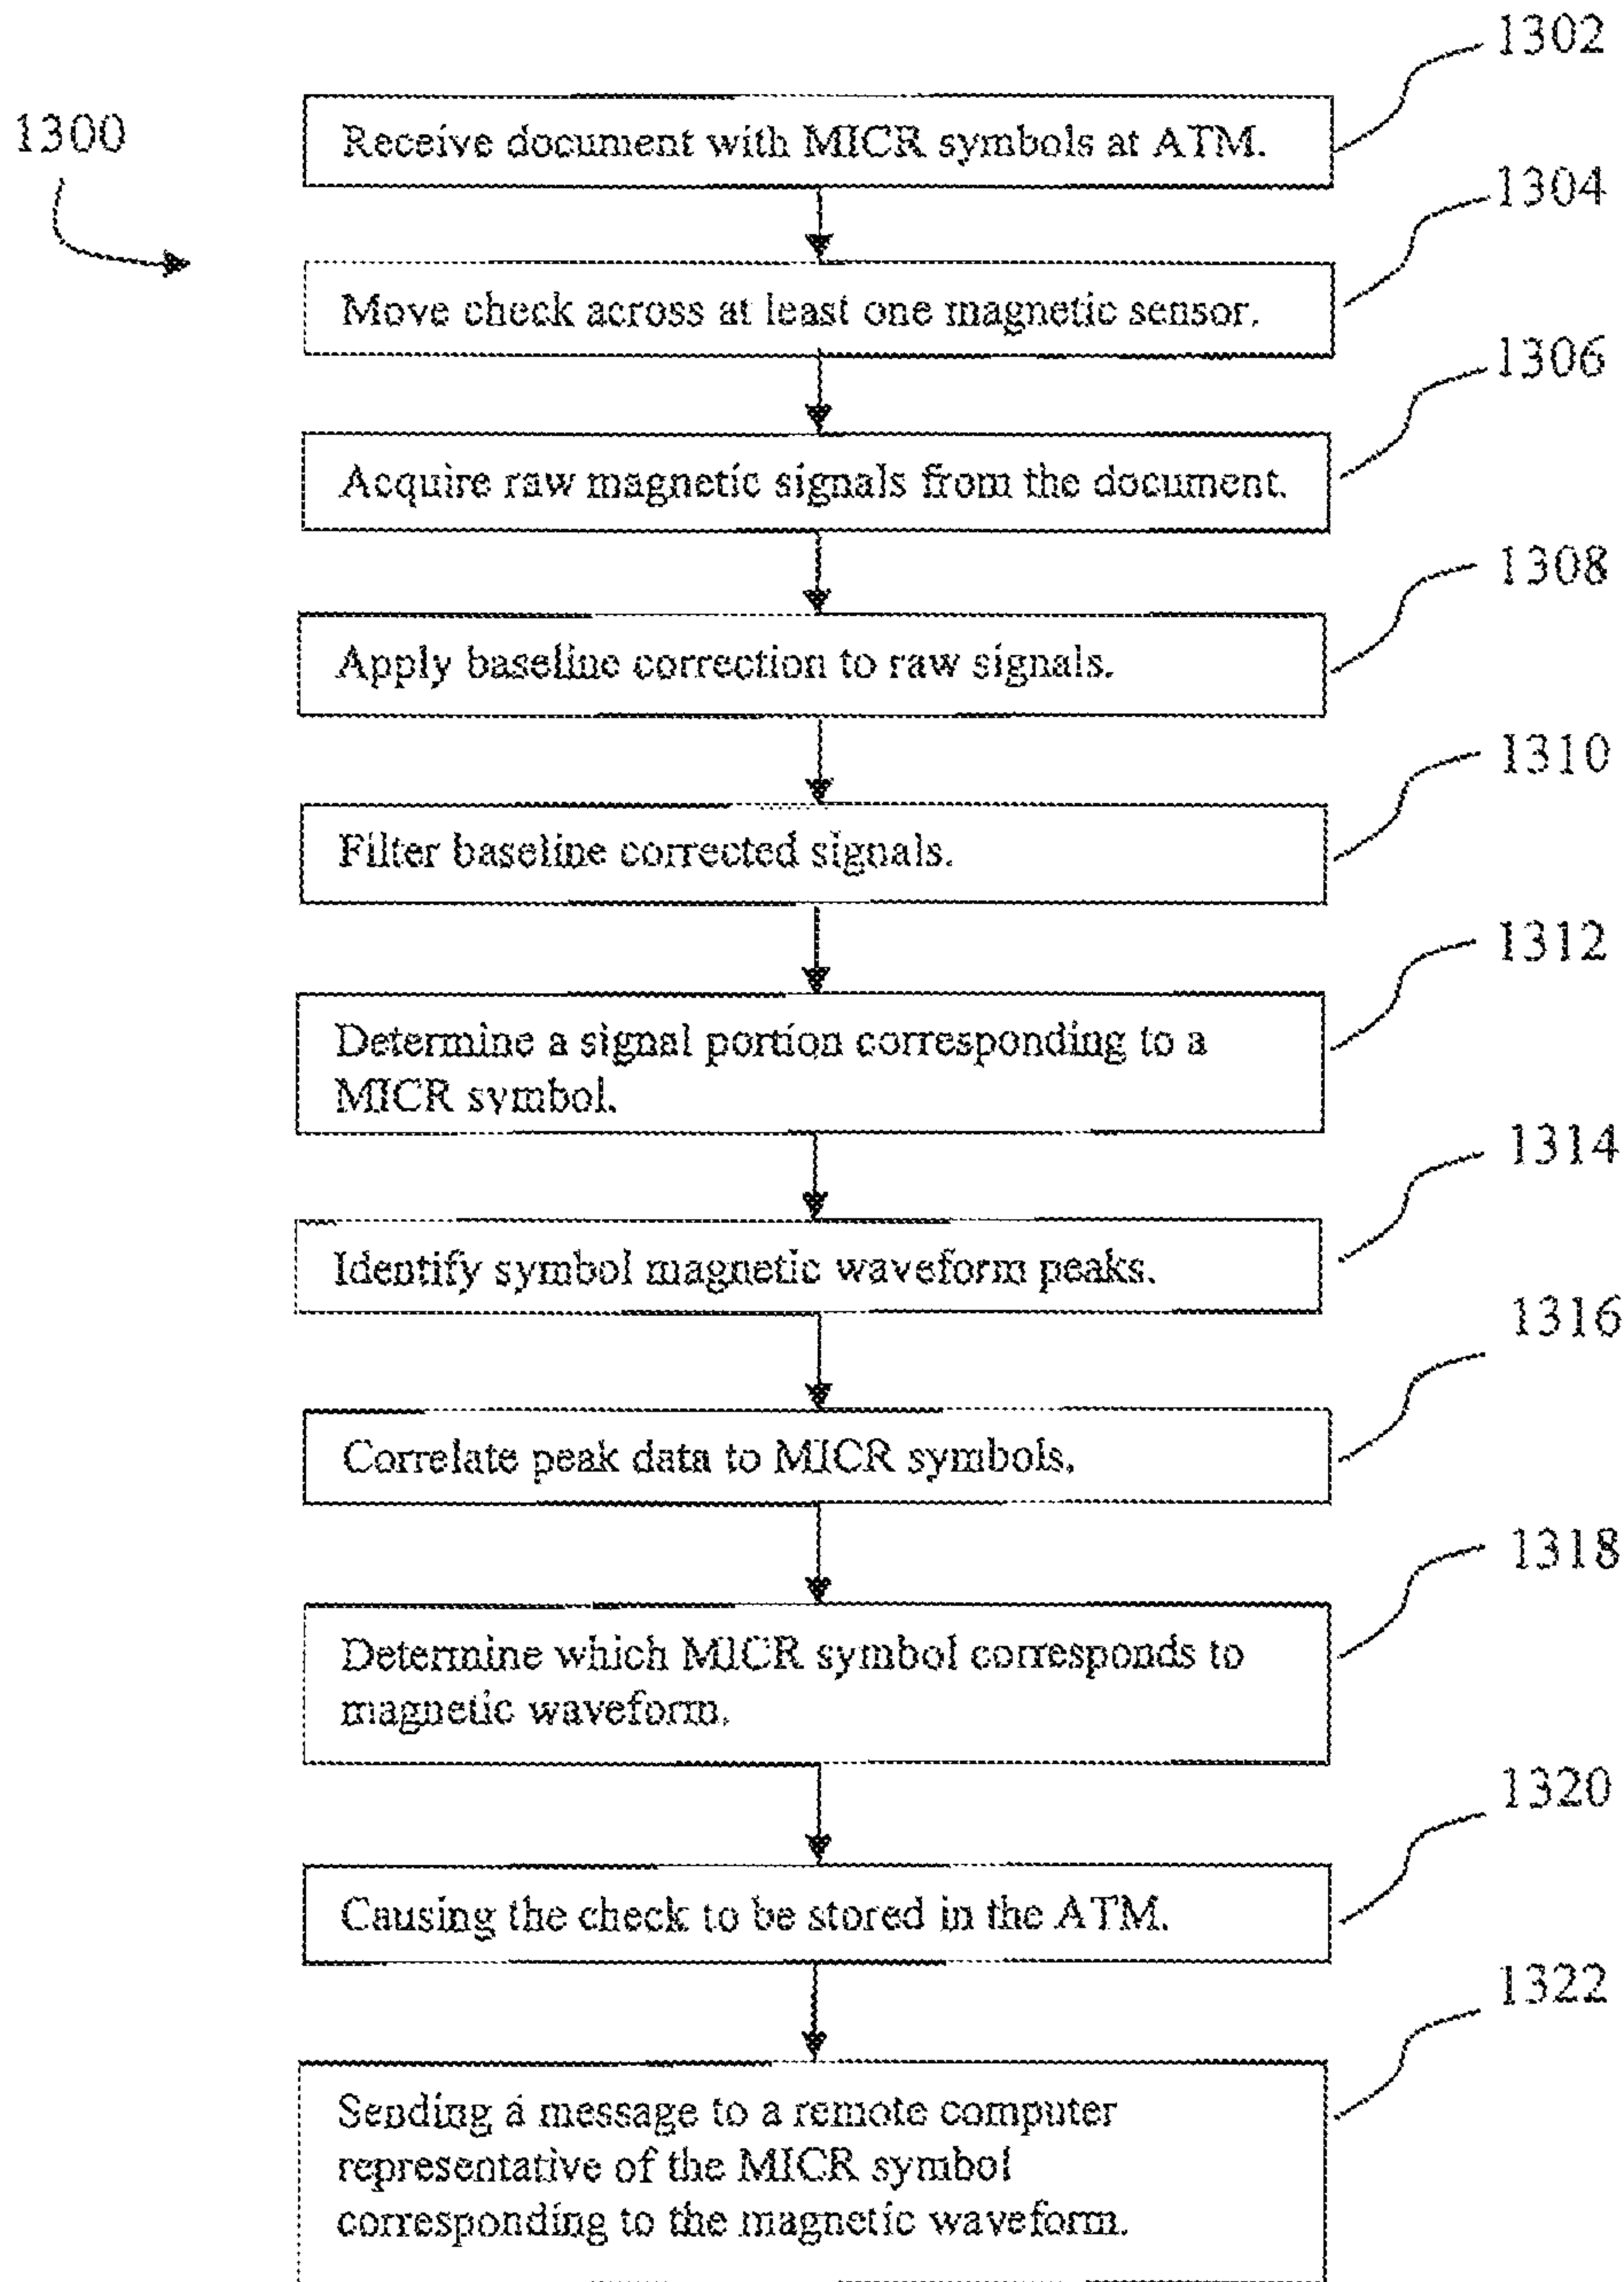 1302
1300
Receive document with MICR symbols at ATM.
1304
Move check across at least one magnetic sensor.
1306
Acquire raw magnetic signals from the document.
1308
Apply baseline correction to raw signals.
1310
Filter baseline corrected signals.
1312
Determine a signal portion corresponding to a
MICR symbol.
1314
Identify symbol magnetic waveform peaks.
1316
Correlate peak data to MICR symbols.
1318
Determine which MICR symbol corresponds to
magnetic waveform.
1320
Causing the check to be stored in the ATM.
1322
Sending a message to a remote computer
representative of the MICR symbol
corresponding to the magnetic waveform.